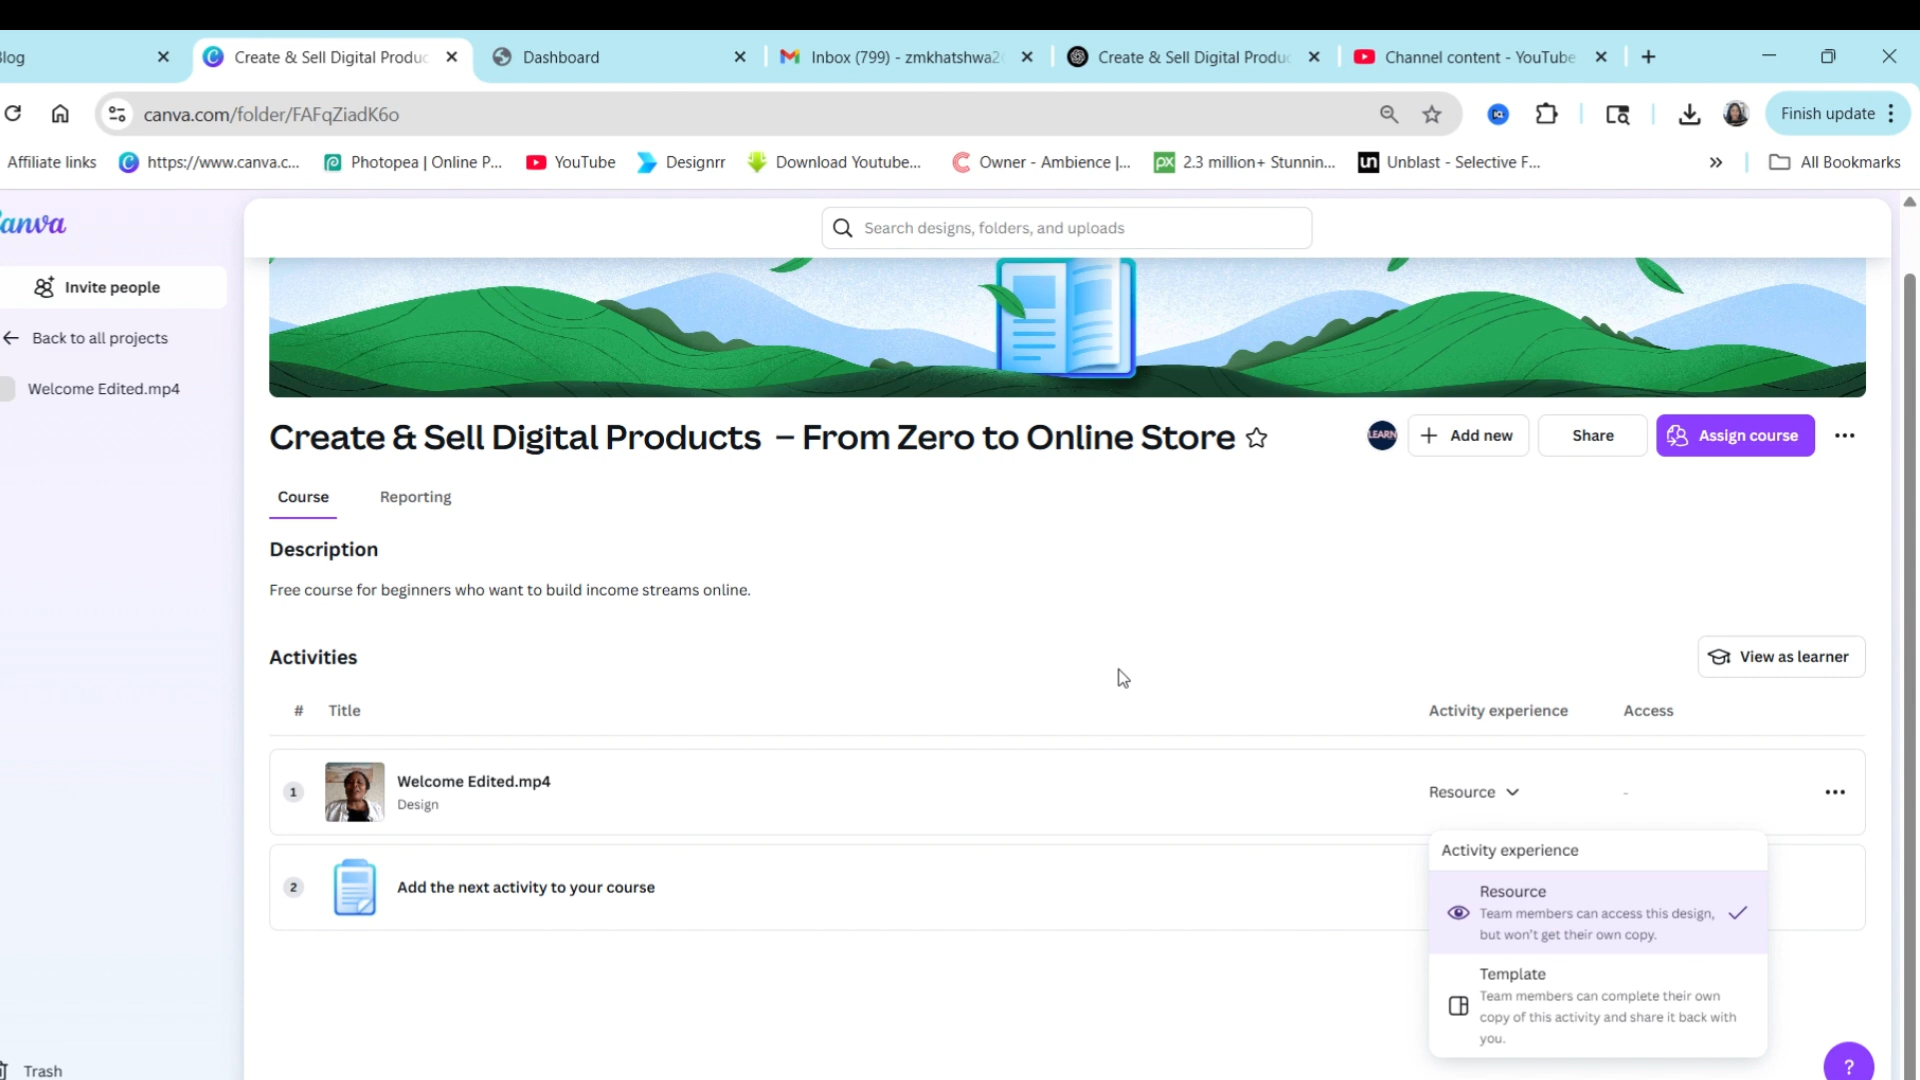 Blog
Create & Sell Digital Produc
Dashboard
Inbox (799) - zmkhatshwa2
Create & Sell Digital Produc
Channel content - YouTube
canva.com/folder/FAFqZiadK6o
Finish update
Affiliate links
https://www.canva.c...
Photopea | Online P...
YouTube
Designrr
Download Youtube...
Owner - Ambience |...
px
2.3 million+ Stunnin...
un
Unblast - Selective F...
»
All Bookmarks
Canva
Search designs, folders, and uploads
Invite people
Back to all projects
Welcome Edited.mp4
Create & Sell Digital Products – From Zero to Online Store
LEARN
Add new
Share
Assign course
Course
Reporting
Description
Free course for beginners who want to build income streams online.
Activities
View as learner
# Title
Activity experience
Access
1
Welcome Edited.mp4
Design
Resource
-
2
Add the next activity to your course
Activity experience
Resource
Team members can access this design,
but won't get their own copy.
Template
Team members can complete their own
copy of this activity and share it back with
you.
Trash
?